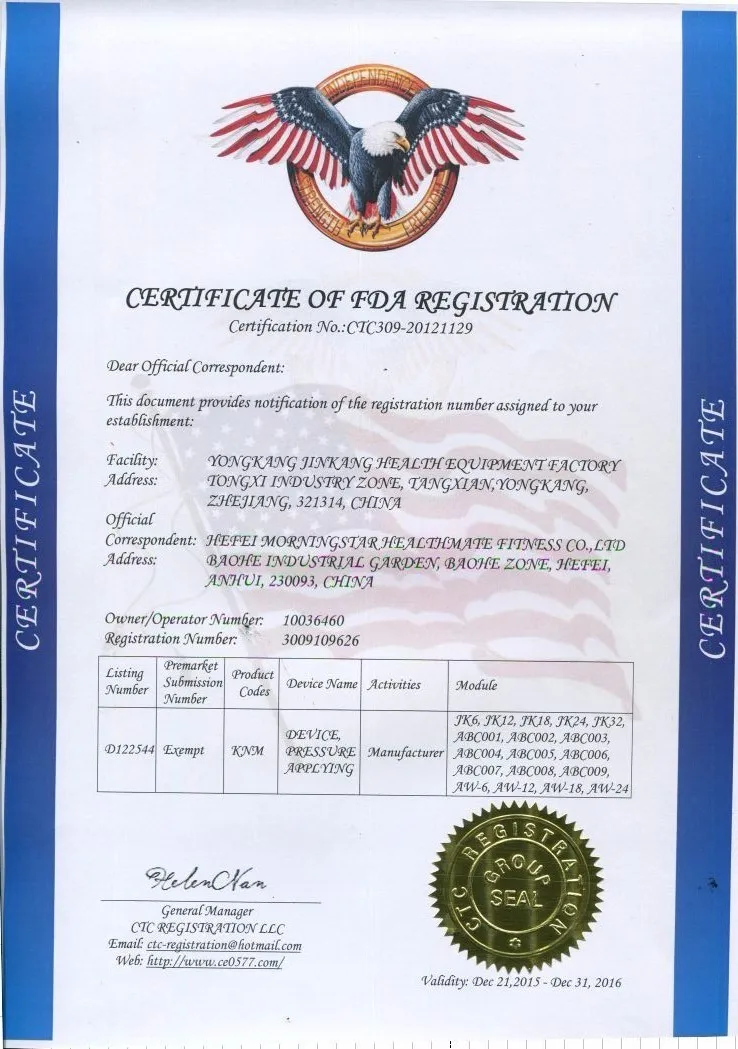 INDEPENDENCE
STRENGTH
FREEDOM
CERTIFICATE OF FDA REGISTRATION
Certification No.:CTC309-20121129
Dear Official Correspondent:
This document provides notification of the registration number assigned to your
establishment:
Facility: YONGKANG JINKANG HEALTH EQUIPMENT FACTORY
Address: TONGXI INDUSTRY ZONE, TANGXIAN,YONGKANG,
ZHEJIANG, 321314, CHINA
Official
Correspondent: HEFEI MORNINGSTAR HEALTHMATE FITNESS CO.,LTD
Address: BAOHE INDUSTRIAL GARDEN, BAOHE ZONE, HEFEI,
ANHUI, 230093, CHINA
Owner/Operator Number: 10036460
Registration Number: 3009109626
Listing Number Premarket Submission Number Product Codes Device Name Activities Module
D122544 Exempt KNM DEVICE, PRESSURE APPLYING Manufacturer JK6, JK12, JK18, JK24, JK32,
ABC001, ABC002, ABC003,
ABC004, ABC005, ABC006,
ABC007, ABC008, ABC009,
AW-6, AW-12, AW-18, AW-24
Helen Nan
General Manager
CTC REGISTRATION LLC
Email: ctc-registration@hotmail.com
Web: http://www.ce0577.com/
CTC REGISTRATION
GROUP
SEAL
Validity: Dec 21,2015 - Dec 31, 2016
CERTIFICATE
CERTIFICATE